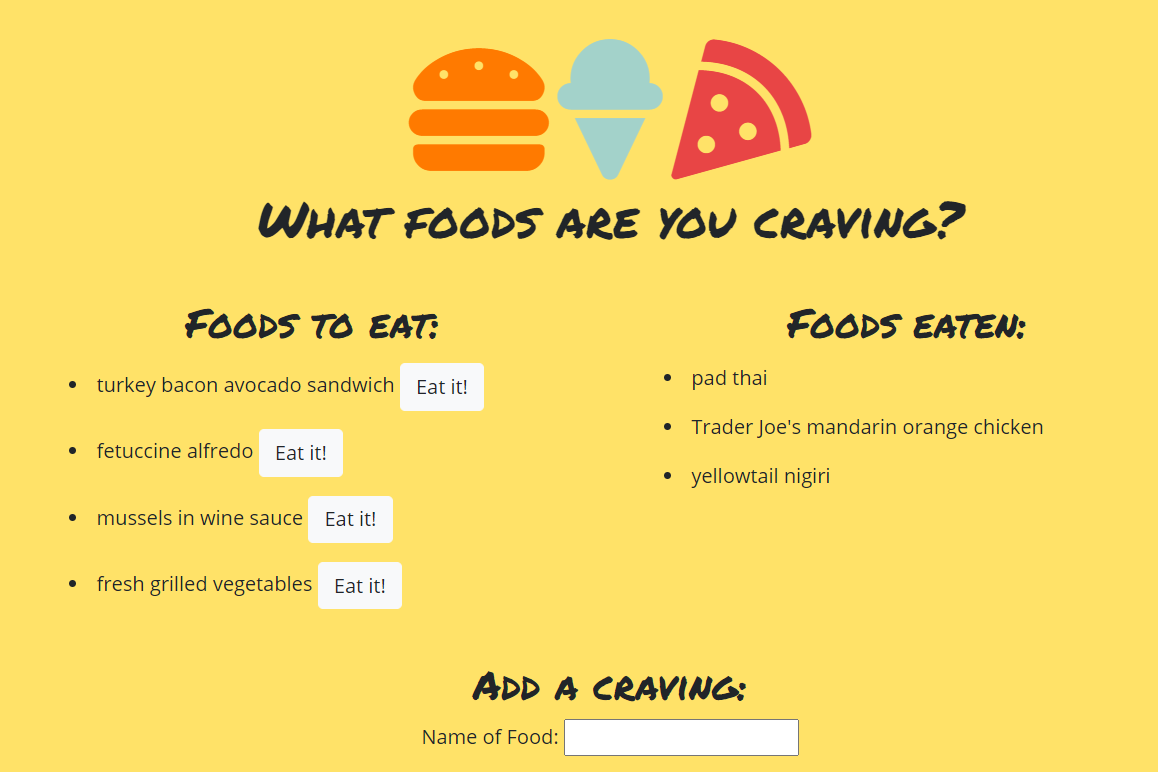 What foods are you craving?
Foods to eat:
turkey bacon avocado sandwich Eat it!
fetuccine alfredo Eat it!
mussels in wine sauce Eat it!
fresh grilled vegetables Eat it!
Foods eaten:
pad thai
Trader Joe's mandarin orange chicken
yellowtail nigiri
Add a craving:
Name of Food: